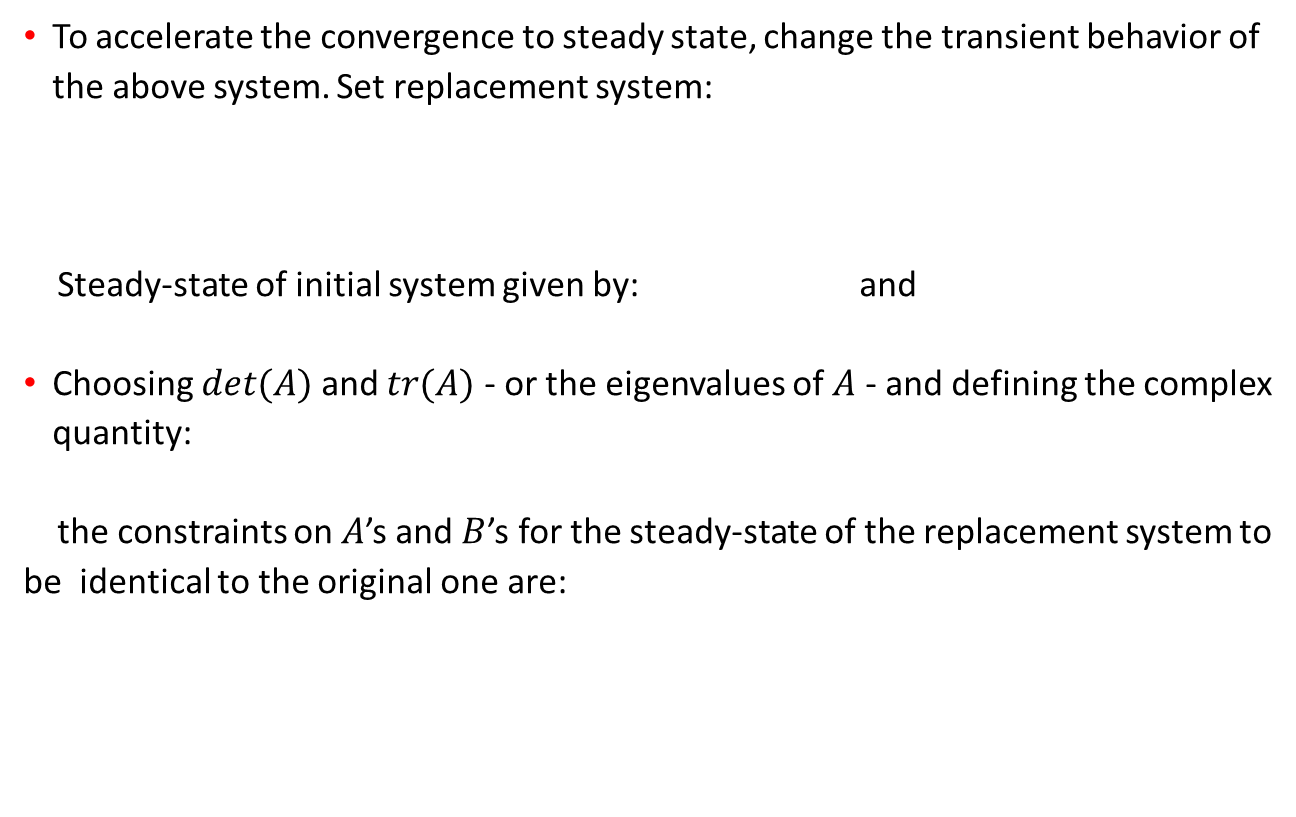 • To accelerate the convergence to steady state, change the transient behavior of
the above system. Set replacement system:
Steady-state of initial system given by: and
• Choosing det(A) and tr(A) - or the eigenvalues of A - and defining the complex
quantity:
the constraints on A’s and B’s for the steady-state of the replacement system to
be identical to the original one are: